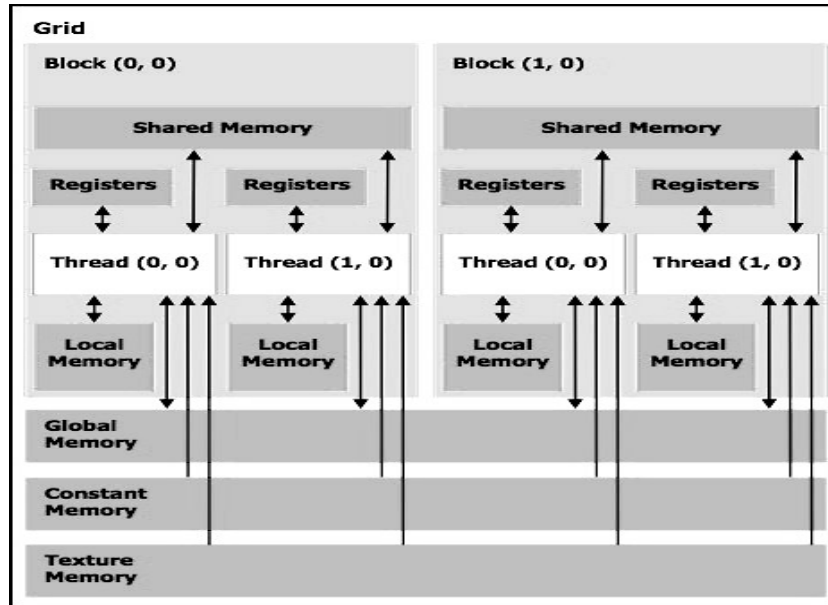 Grid
Block (0, 0)
Shared Memory
Registers
Registers
Thread (0, 0)
Thread (1, 0)
Local
Memory
Local
Memory
Block (1, 0)
Shared Memory
Registers
Registers
Thread (0, 0)
Thread (1, 0)
Local
Memory
Local
Memory
Global
Memory
Constant
Memory
Texture
Memory